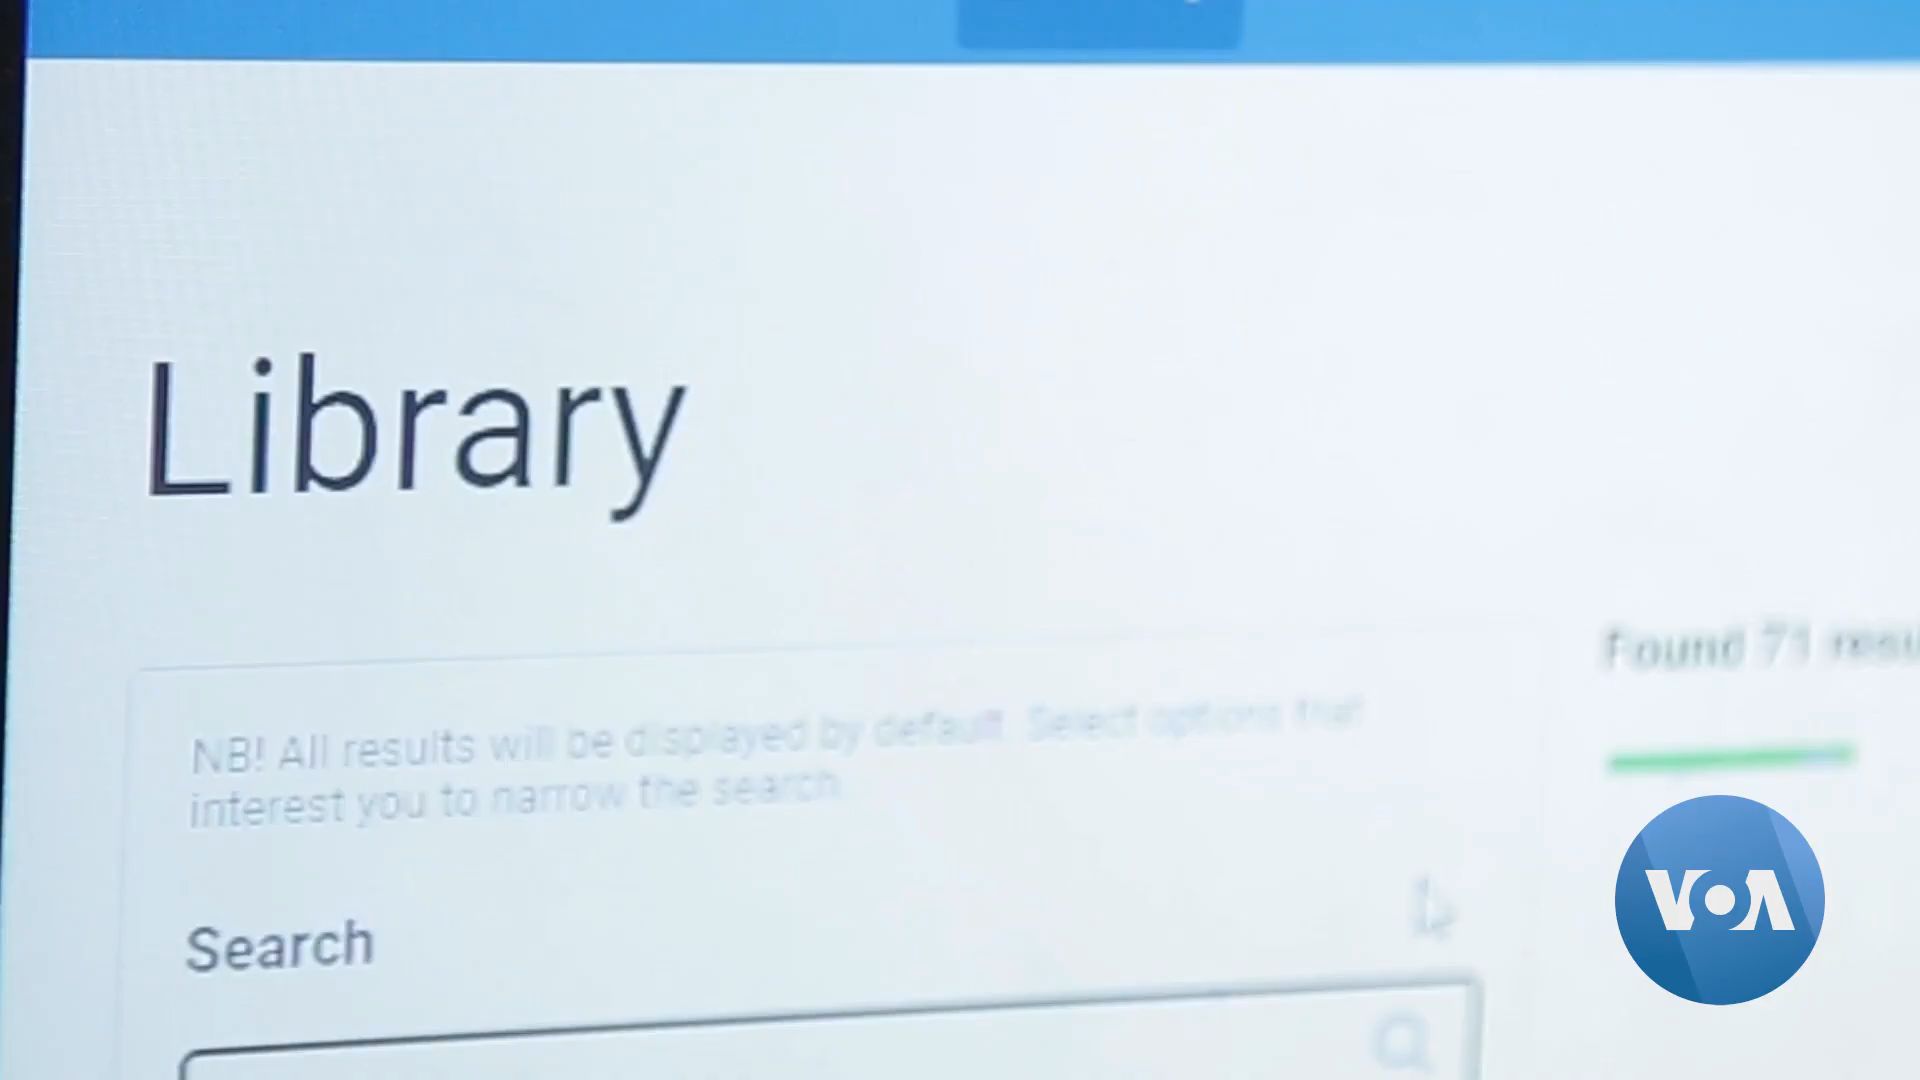 Library
Found 71 resu
NB! All results will be displayed by default. Select options that
interest you to narrow the search.
Search
VOA